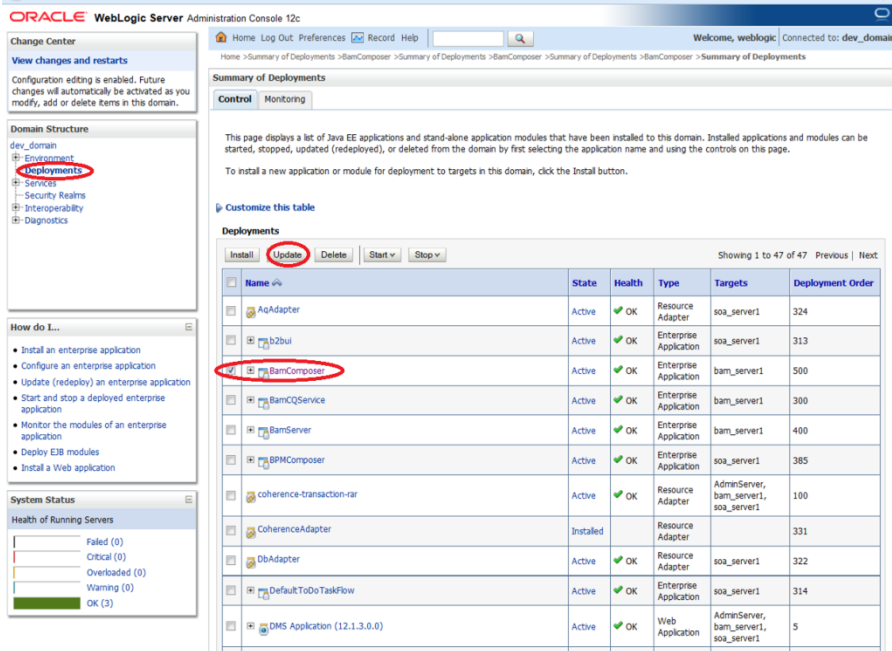 ORACLE WebLogic Server Administration Console 12c
Change Center
View changes and restarts
Configuration editing is enabled. Future
changes will automatically be activated as you
modify, add or delete items in this domain.
Domain Structure
dev_domain
Environment
Deployments
Services
Security Realms
Interoperability
Diagnostics
How do I...
Install an enterprise application
Configure an enterprise application
Update (redeploy) an enterprise application
Start and stop a deployed enterprise
application
Monitor the modules of an enterprise
application
Deploy EJB modules
Install a Web application
System Status
Health of Running Servers
Failed (0)
Critical (0)
Overloaded (0)
Warning (0)
OK (3)
Home Log Out Preferences Record Help
Welcome, weblogic Connected to: dev_domain
Home >Summary of Deployments >BamComposer >Summary of Deployments >BamComposer >Summary of Deployments >Summary of Deployments >BamComposer >Summary of Deployments
Summary of Deployments
Control Monitoring
This page displays a list of Java EE applications and stand-alone application modules that have been installed to this domain. Installed applications and modules can be
started, stopped, updated (redeployed), or deleted from the domain by first selecting the application name and using the controls on this page.
To install a new application or module for deployment to targets in this domain, click the Install button.
Customize this table
Deployments
Install Update Delete Start Stop Showing 1 to 47 of 47 Previous | Next
Name State Health Type Targets Deployment Order
AqAdapter Active OK Resource Adapter soa_server1 324
b2bui Active OK Enterprise Application soa_server1 313
BamComposer Active OK Enterprise Application bam_server1 500
BamCQService Active OK Enterprise Application bam_server1 300
BamServer Active OK Enterprise Application bam_server1 400
BPMComposer Active OK Enterprise Application soa_server1 385
coherence-transaction-rar Active OK Resource Adapter AdminServer, bam_server1, soa_server1 100
CoherenceAdapter Installed Resource Adapter 331
DbAdapter Active OK Resource Adapter soa_server1 322
DefaultToDoTaskFlow Active OK Enterprise Application soa_server1 314
DMS Application (12.1.3.0.0) Active OK Web Application AdminServer, bam_server1, soa_server1 5